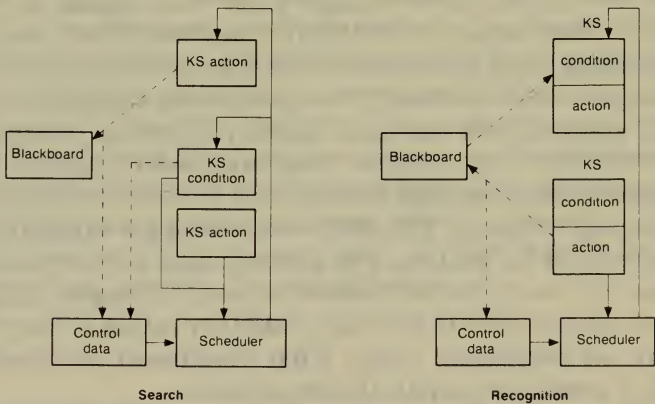 KS action
Blackboard
KS
condition
KS action
Control
data
Scheduler
Search
KS
condition
action
Blackboard
KS
condition
action
Control
data
Scheduler
Recognition